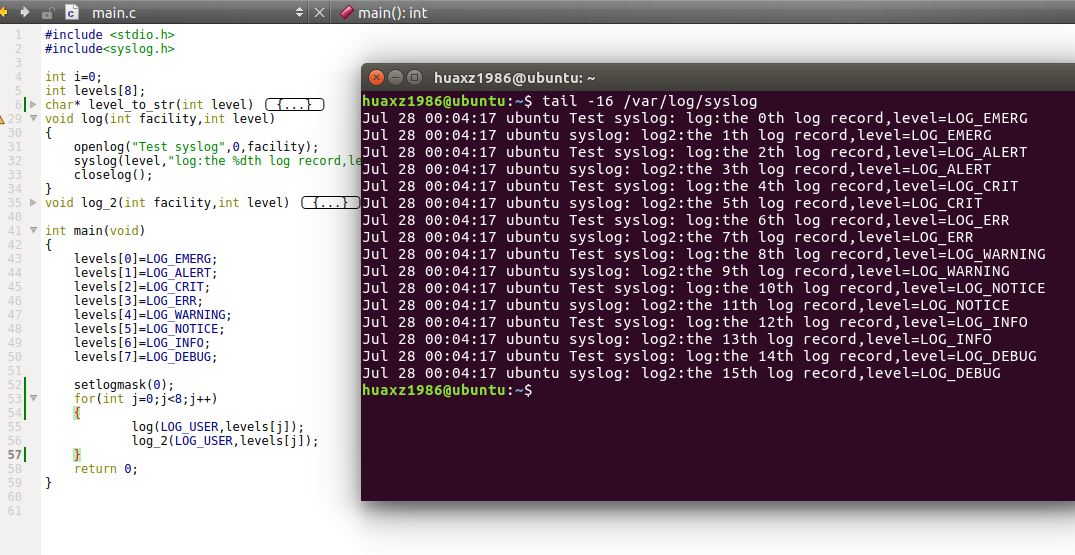 main.c
main(): int
1 #include <stdio.h>
2 #include<syslog.h>
3
4 int i=0;
5 int levels[8];
6 char* level_to_str(int level) {...}
29 void log(int facility,int level)
30 {
31 openlog("Test syslog",0,facility);
32 syslog(level,"log:the %dth log record,le
33 closelog();
34 }
35 void log_2(int facility,int level) {...}
40
41 int main(void)
42 {
43 levels[0]=LOG_EMERG;
44 levels[1]=LOG_ALERT;
45 levels[2]=LOG_CRIT;
46 levels[3]=LOG_ERR;
47 levels[4]=LOG_WARNING;
48 levels[5]=LOG_NOTICE;
49 levels[6]=LOG_INFO;
50 levels[7]=LOG_DEBUG;
51
52 setlogmask(0);
53 for(int j=0;j<8;j++)
54 {
55 log(LOG_USER,levels[j]);
56 log_2(LOG_USER,levels[j]);
57 }
58 return 0;
59 }
60
61
huaxz1986@ubuntu: ~
huaxz1986@ubuntu:~$ tail -16 /var/log/syslog
Jul 28 00:04:17 ubuntu Test syslog: log:the 0th log record,level=LOG_EMERG
Jul 28 00:04:17 ubuntu syslog: log2:the 1th log record,level=LOG_EMERG
Jul 28 00:04:17 ubuntu Test syslog: log:the 2th log record,level=LOG_ALERT
Jul 28 00:04:17 ubuntu syslog: log2:the 3th log record,level=LOG_ALERT
Jul 28 00:04:17 ubuntu Test syslog: log:the 4th log record,level=LOG_CRIT
Jul 28 00:04:17 ubuntu syslog: log2:the 5th log record,level=LOG_CRIT
Jul 28 00:04:17 ubuntu Test syslog: log:the 6th log record,level=LOG_ERR
Jul 28 00:04:17 ubuntu syslog: log2:the 7th log record,level=LOG_ERR
Jul 28 00:04:17 ubuntu Test syslog: log:the 8th log record,level=LOG_WARNING
Jul 28 00:04:17 ubuntu syslog: log2:the 9th log record,level=LOG_WARNING
Jul 28 00:04:17 ubuntu Test syslog: log:the 10th log record,level=LOG_NOTICE
Jul 28 00:04:17 ubuntu syslog: log2:the 11th log record,level=LOG_NOTICE
Jul 28 00:04:17 ubuntu Test syslog: log:the 12th log record,level=LOG_INFO
Jul 28 00:04:17 ubuntu syslog: log2:the 13th log record,level=LOG_INFO
Jul 28 00:04:17 ubuntu Test syslog: log:the 14th log record,level=LOG_DEBUG
Jul 28 00:04:17 ubuntu syslog: log2:the 15th log record,level=LOG_DEBUG
huaxz1986@ubuntu:~$